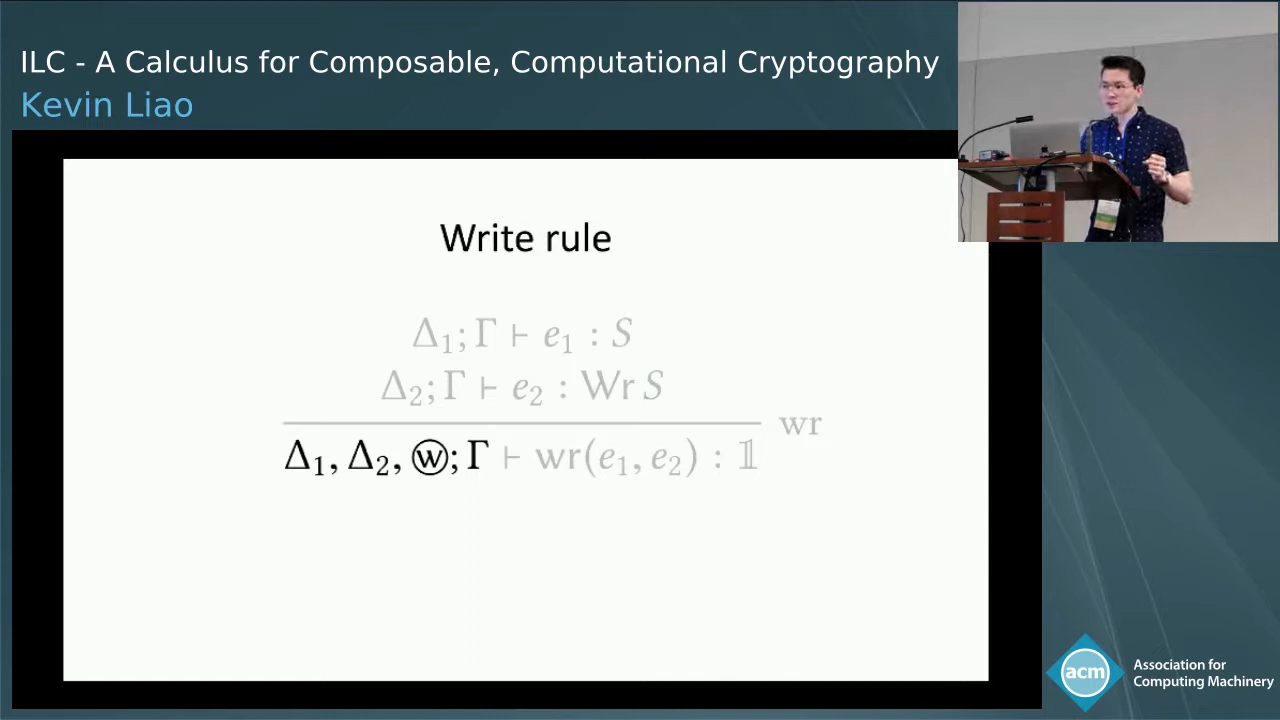 ILC - A Calculus for Composable, Computational Cryptography
Kevin Liao
Write rule
Δ₁; Γ ⊢ e₁ : S
Δ₂; Γ ⊢ e₂ : Wr S
wr
Δ₁, Δ₂, ⓦ; Γ ⊢ wr(e₁, e₂) : 𝟙
acm
Association for
Computing Machinery